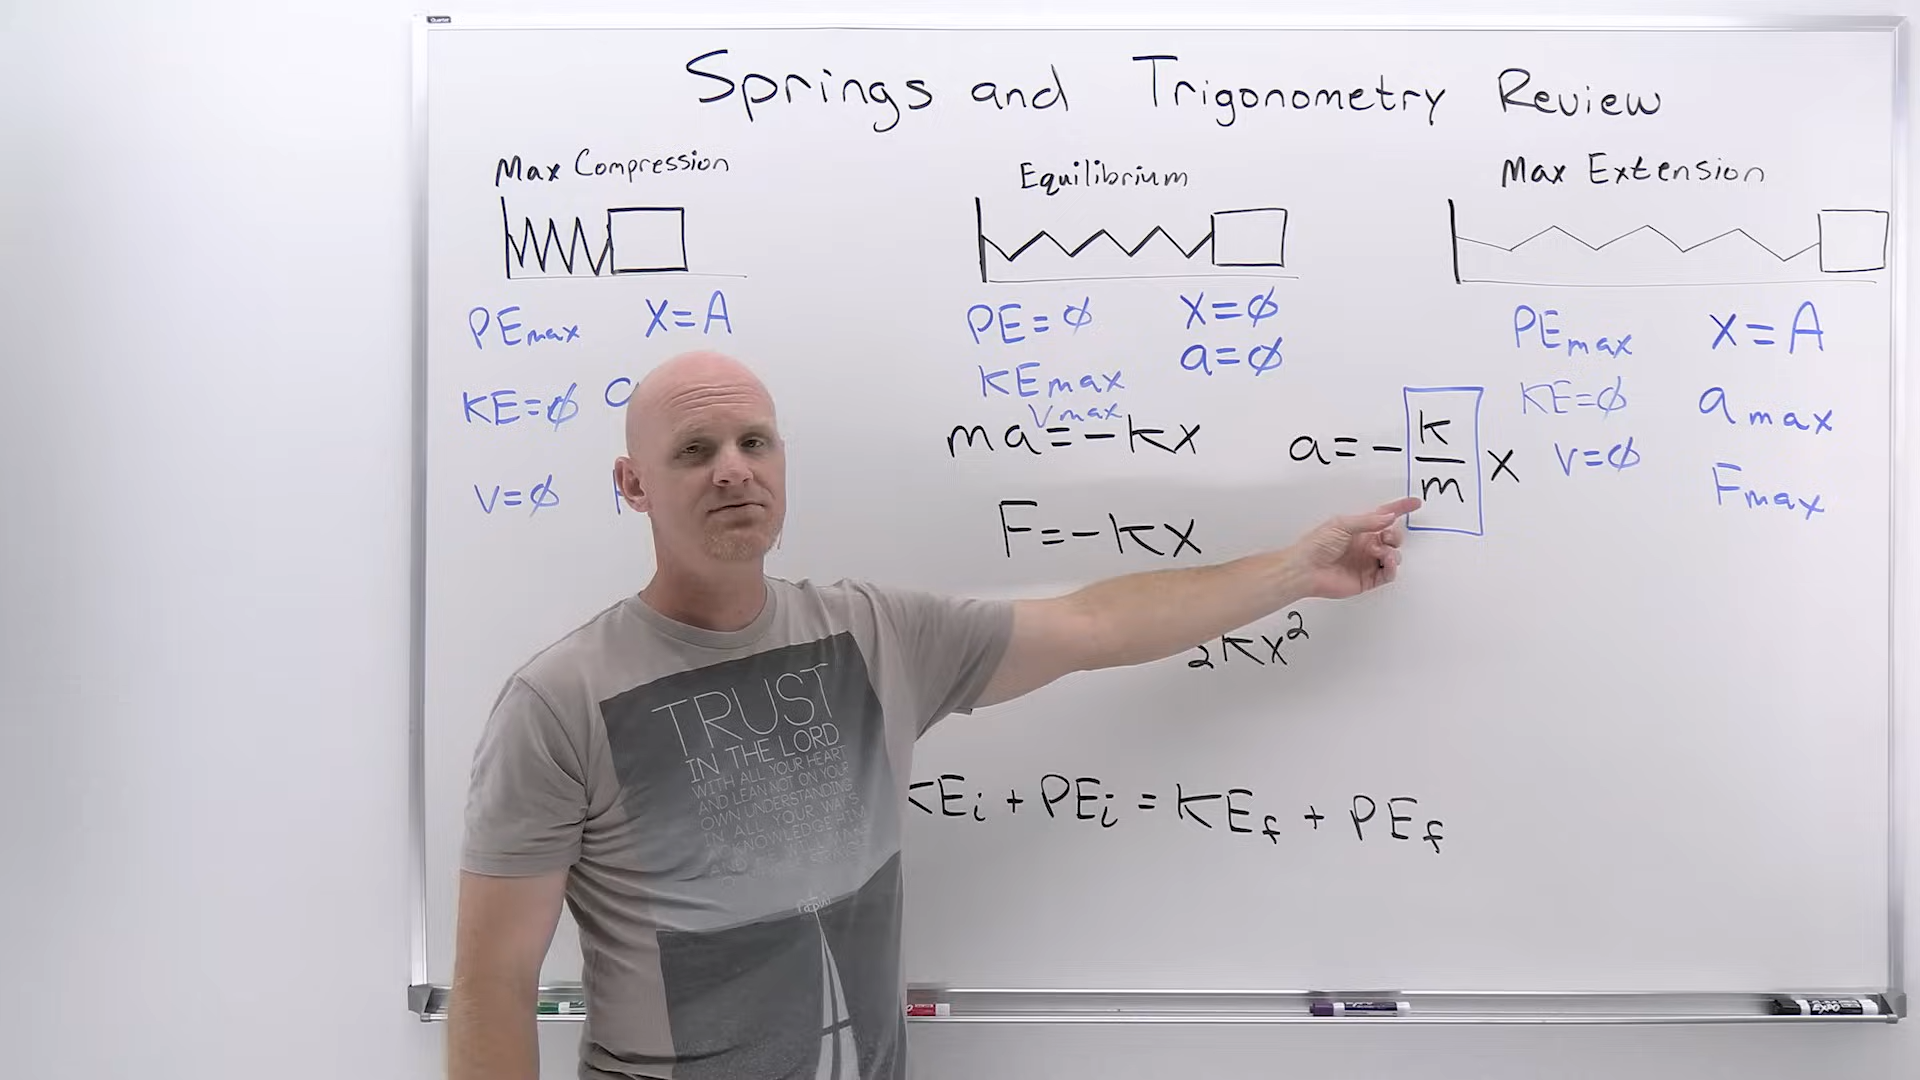 Springs and Trigonometry Review
Max Compression
PEmax x=A
KE=∅ a
v=∅ F
Equilibrium
PE=∅ x=∅
KEmax a=∅
Vmax
ma=-kx
F=-kx
2kx²
Max Extension
PEmax x=A
KE=∅ amax
v=∅ Fmax
a=-k/m x
KEi + PEi = KEf + PEf
TRUST
IN THE LORD
WITH ALL YOUR HEART
AND LEAN NOT ON YOUR
OWN UNDERSTANDING
IN ALL YOUR WAYS
EXPO